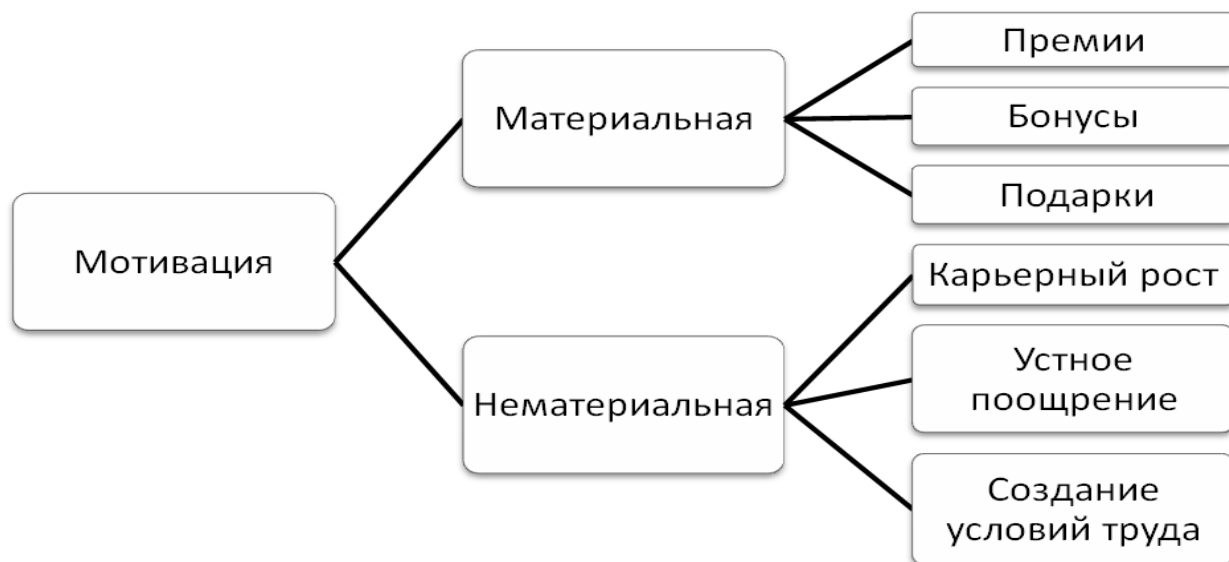 Мотивация
Материальная
Премии
Бонусы
Подарки
Нематериальная
Карьерный рост
Устное
поощрение
Создание
условий труда